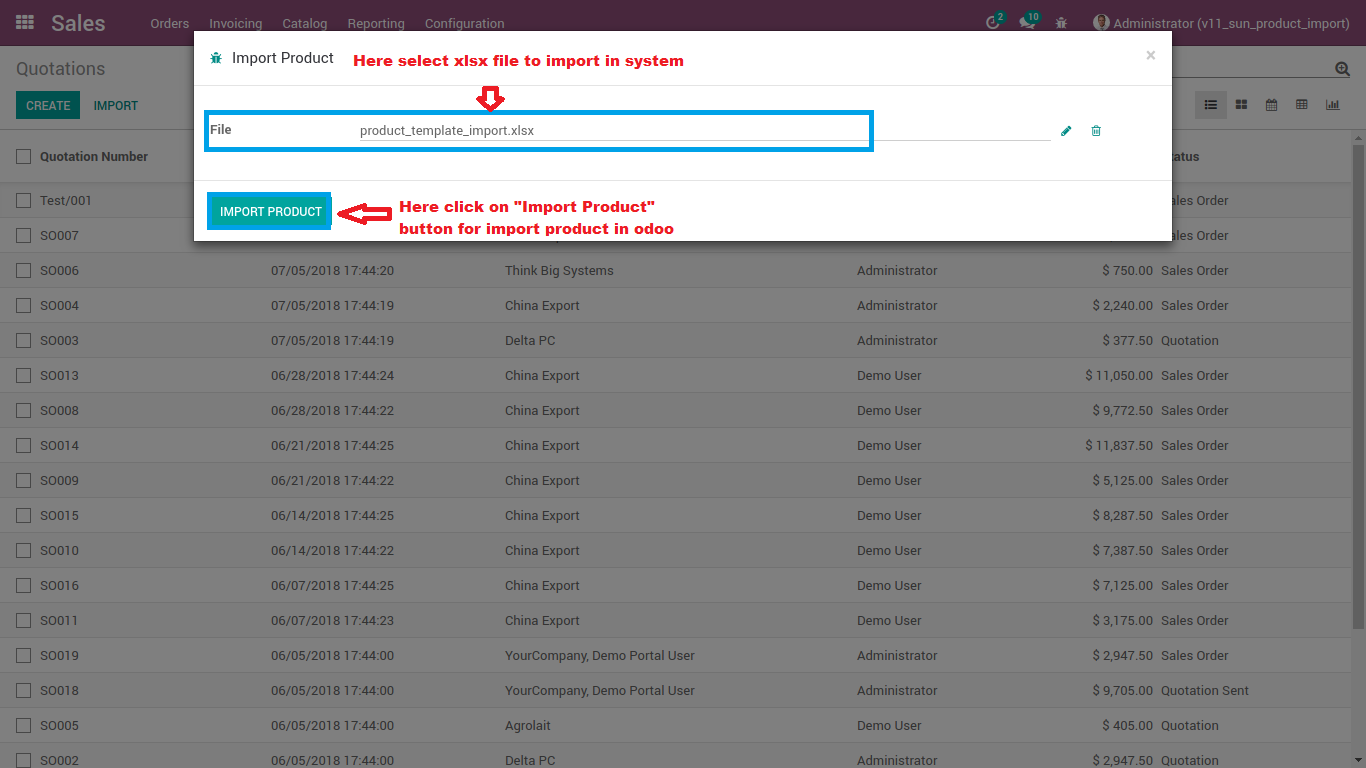 Sales Orders Invoicing Catalog Reporting Configuration 2 10 Administrator (v11_sun_product_import)
Quotations
Import Product Here select xlsx file to import in system ×
CREATE IMPORT
File product_template_import.xlsx
Quotation Number atus
IMPORT PRODUCT
Here click on "Import Product"
button for import product in odoo
Test/001 ales Order
SO007 ales Order
SO006 07/05/2018 17:44:20 Think Big Systems Administrator $ 750.00 Sales Order
SO004 07/05/2018 17:44:19 China Export Administrator $ 2,240.00 Sales Order
SO003 07/05/2018 17:44:19 Delta PC Administrator $ 377.50 Quotation
SO013 06/28/2018 17:44:24 China Export Demo User $ 11,050.00 Sales Order
SO008 06/28/2018 17:44:22 China Export Demo User $ 9,772.50 Sales Order
SO014 06/21/2018 17:44:25 China Export Demo User $ 11,837.50 Sales Order
SO009 06/21/2018 17:44:22 China Export Demo User $ 5,125.00 Sales Order
SO015 06/14/2018 17:44:25 China Export Demo User $ 8,287.50 Sales Order
SO010 06/14/2018 17:44:22 China Export Demo User $ 7,387.50 Sales Order
SO016 06/07/2018 17:44:25 China Export Demo User $ 7,125.00 Sales Order
SO011 06/07/2018 17:44:23 China Export Demo User $ 3,175.00 Sales Order
SO019 06/05/2018 17:44:00 YourCompany, Demo Portal User Administrator $ 2,947.50 Sales Order
SO018 06/05/2018 17:44:00 YourCompany, Demo Portal User Administrator $ 9,705.00 Quotation Sent
SO005 06/05/2018 17:44:00 Agrolait Demo User $ 405.00 Quotation
SO002 06/05/2018 17:44:00 Delta PC Administrator $ 2,947.50 Quotation